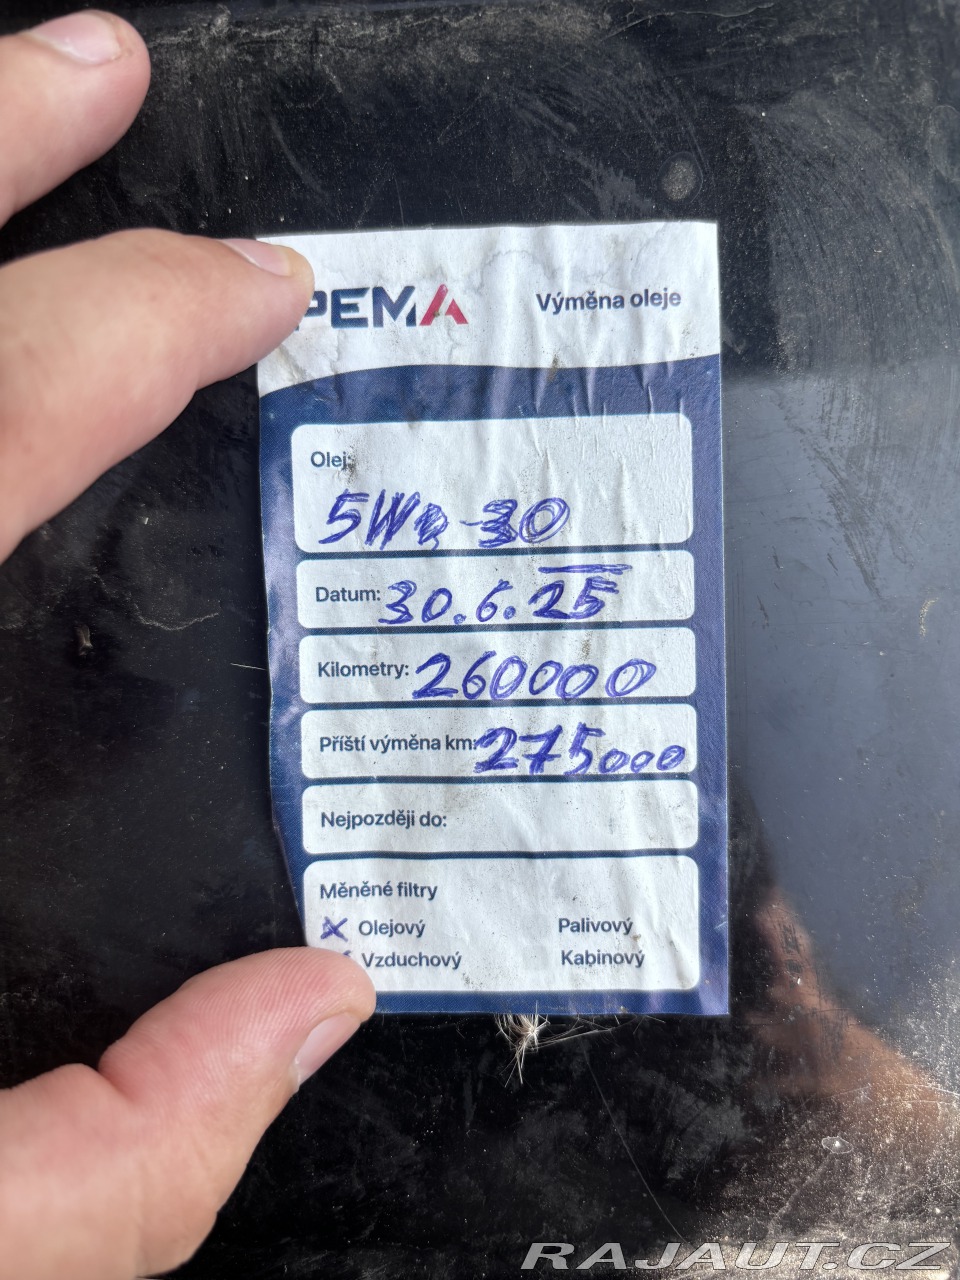 PEMA
Výměna oleje
Olej:
5W 30
Datum: 30.6.25
Kilometry: 260000
Příští výměna km: 275000
Nejpozději do:
Měněné filtry
x Olejový Palivový
Vzduchový Kabinový
RAJAUT.CZ